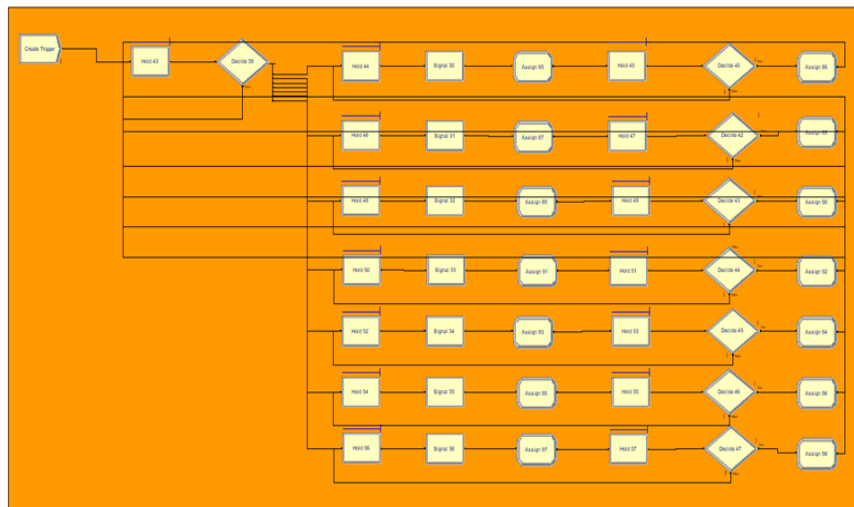 Create Trigger
Hold 43
Decide 39
Hold 44
Signal 30
Assign 85
Hold 45
Decide 40
Assign 86
Hold 46
Signal 31
Assign 87
Hold 47
Decide 42
Hold 48
Signal 32
Assign 89
Hold 49
Decide 43
Assign 90
Hold 50
Signal 33
Assign 91
Hold 51
Decide 44
Assign 92
Hold 52
Signal 34
Assign 93
Hold 53
Decide 45
Assign 94
Hold 54
Signal 35
Assign 95
Hold 55
Decide 46
Assign 96
Hold 56
Signal 36
Assign 97
Hold 57
Decide 47
Assign 98